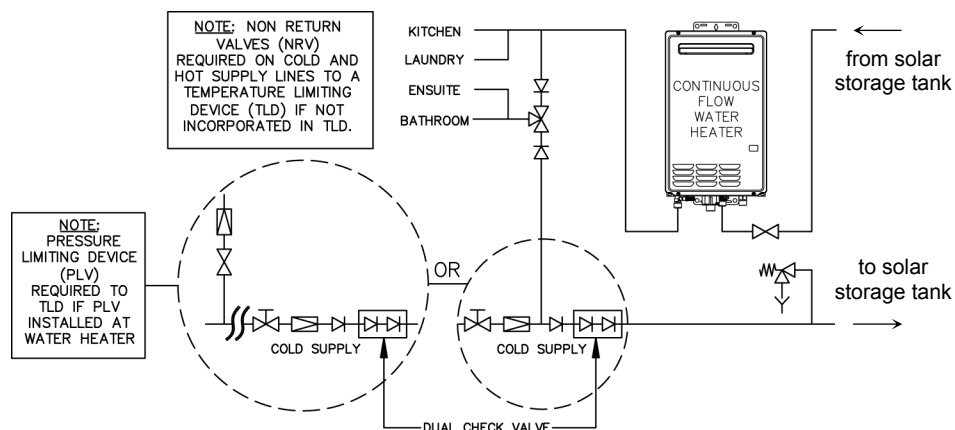 NOTE: NON RETURN
VALVES (NRV)
REQUIRED ON COLD AND
HOT SUPPLY LINES TO A
TEMPERATURE LIMITING
DEVICE (TLD) IF NOT
INCORPORATED IN TLD.
KITCHEN
LAUNDRY
ENSUITE
BATHROOM
CONTINUOUS
FLOW
WATER
HEATER
from solar
storage tank
NOTE:
PRESSURE
LIMITING DEVICE
(PLV)
REQUIRED TO
TLD IF PLV
INSTALLED AT
WATER HEATER
OR
to solar
storage tank
COLD SUPPLY
COLD SUPPLY
DUAL CHECK VALVE